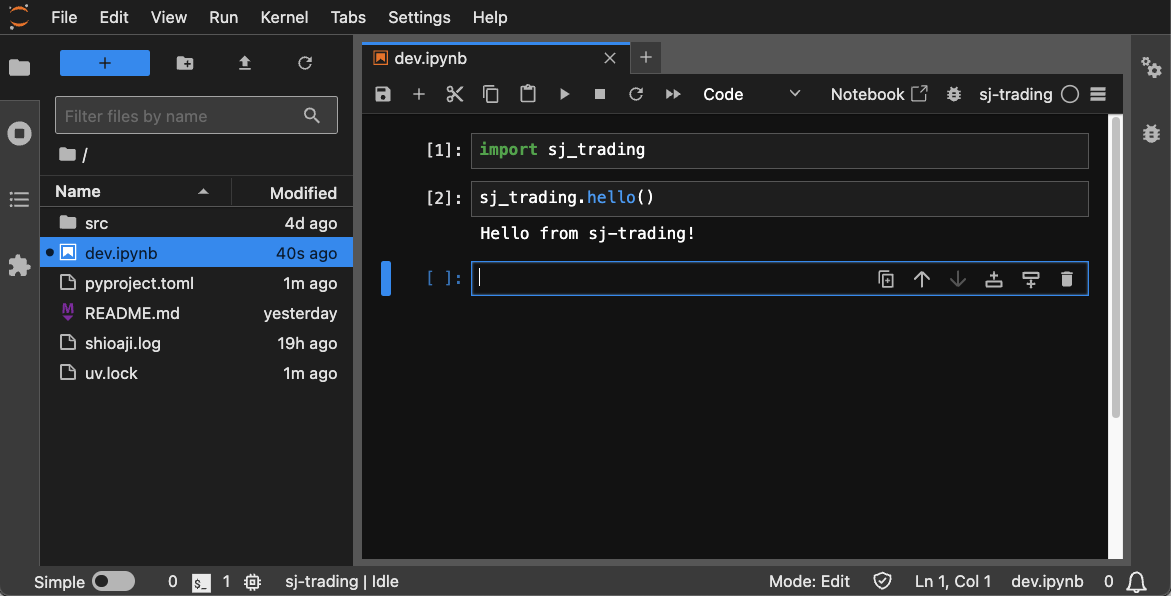 File Edit View Run Kernel Tabs Settings Help
+
Filter files by name
/
Name Modified
src 4d ago
dev.ipynb 40s ago
pyproject.toml 1m ago
M README.md yesterday
shioaji.log 19h ago
uv.lock 1m ago
dev.ipynb
Code Notebook sj-trading
[1]: import sj_trading
[2]: sj_trading.hello()
Hello from sj-trading!
[ ]:
Simple 0 $_ 1 sj-trading | Idle Mode: Edit Ln 1, Col 1 dev.ipynb 0